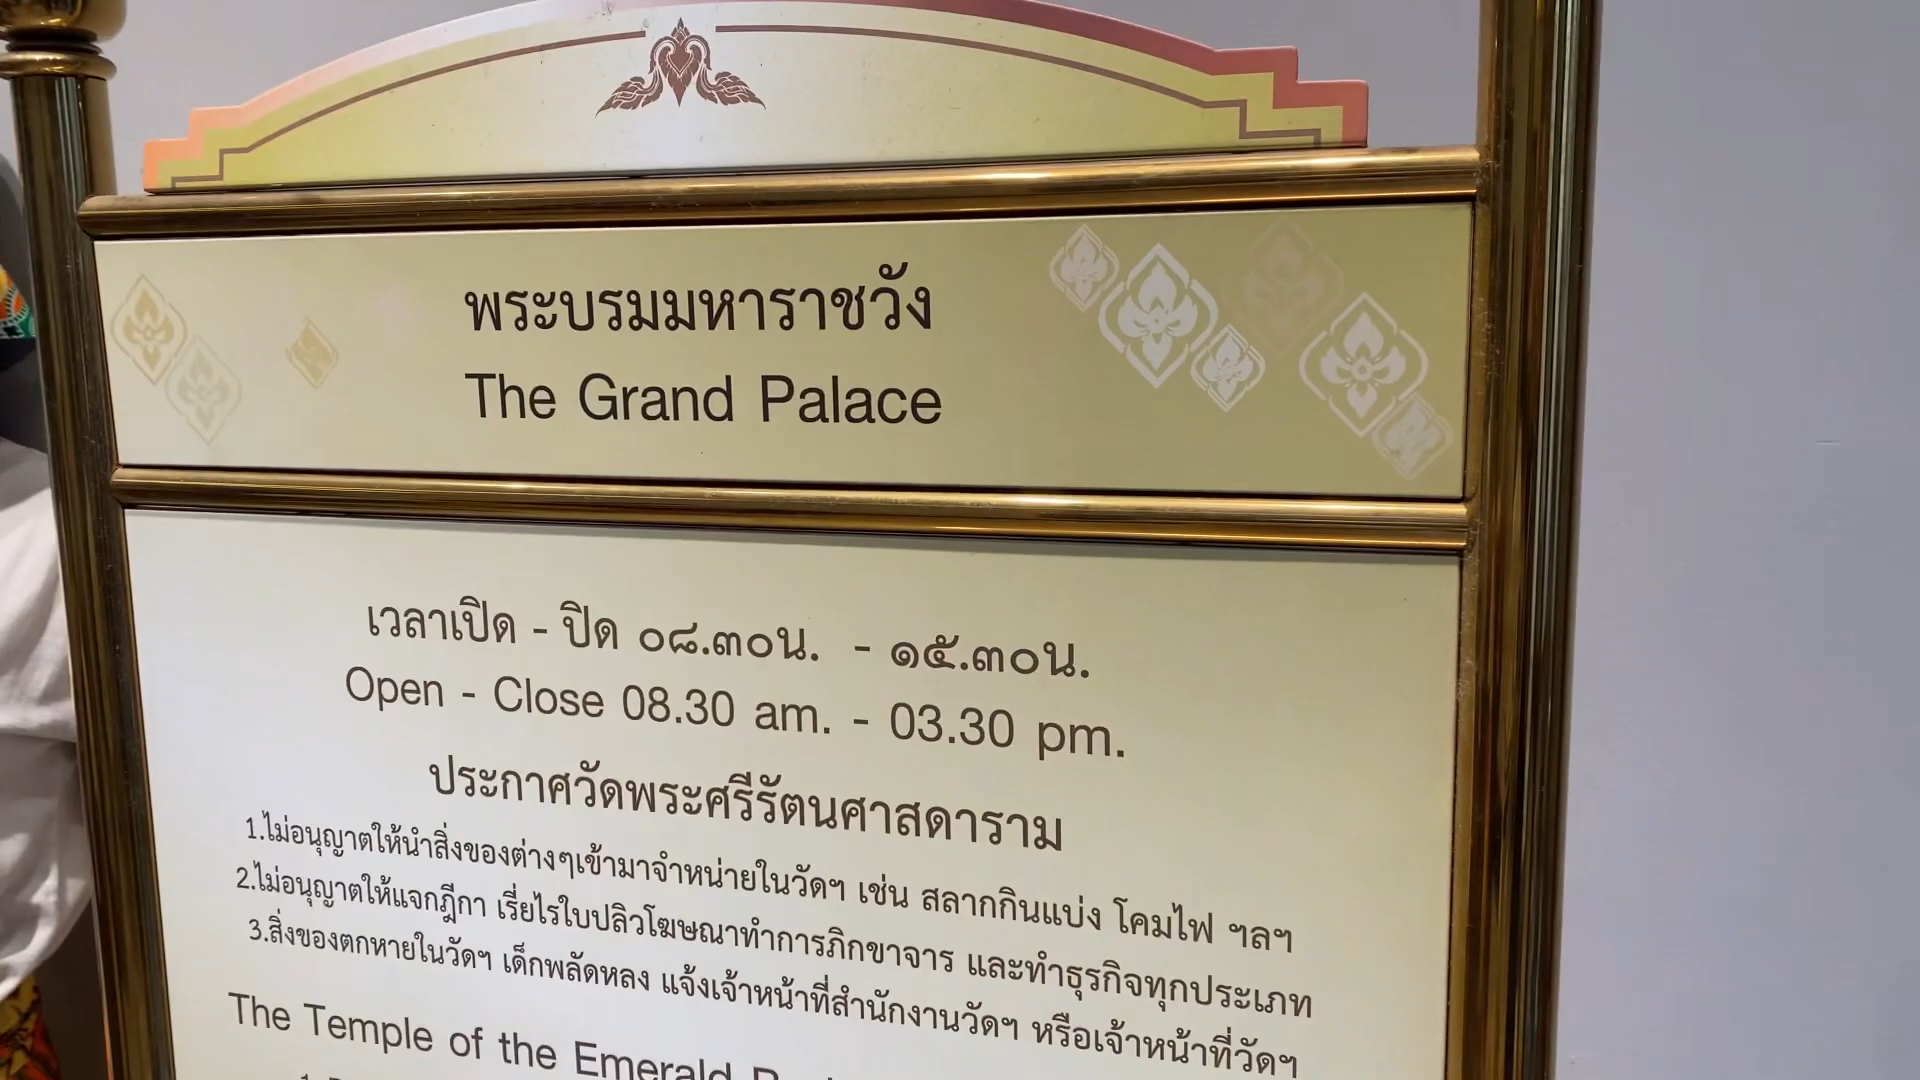 พระบรมมหาราชวัง
The Grand Palace
เวลาเปิด - ปิด ๐๘.๓๐น. - ๑๕.๓๐น.
Open - Close 08.30 am. - 03.30 pm.
ประกาศวัดพระศรีรัตนศาสดาราม
1.ไม่อนุญาตให้นำสิ่งของต่างๆเข้ามาจำหน่ายในวัดฯ เช่น สลากกินแบ่ง โคมไฟ ฯลฯ
2.ไม่อนุญาตให้แจกฎีกา เรี่ยไรใบปลิวโฆษณาทำการภิกขาจาร และทำธุรกิจทุกประเภท
3.สิ่งของตกหายในวัดฯ เด็กพลัดหลง แจ้งเจ้าหน้าที่สำนักงานวัดฯ หรือเจ้าหน้าที่วัดฯ
The Temple of the Emerald